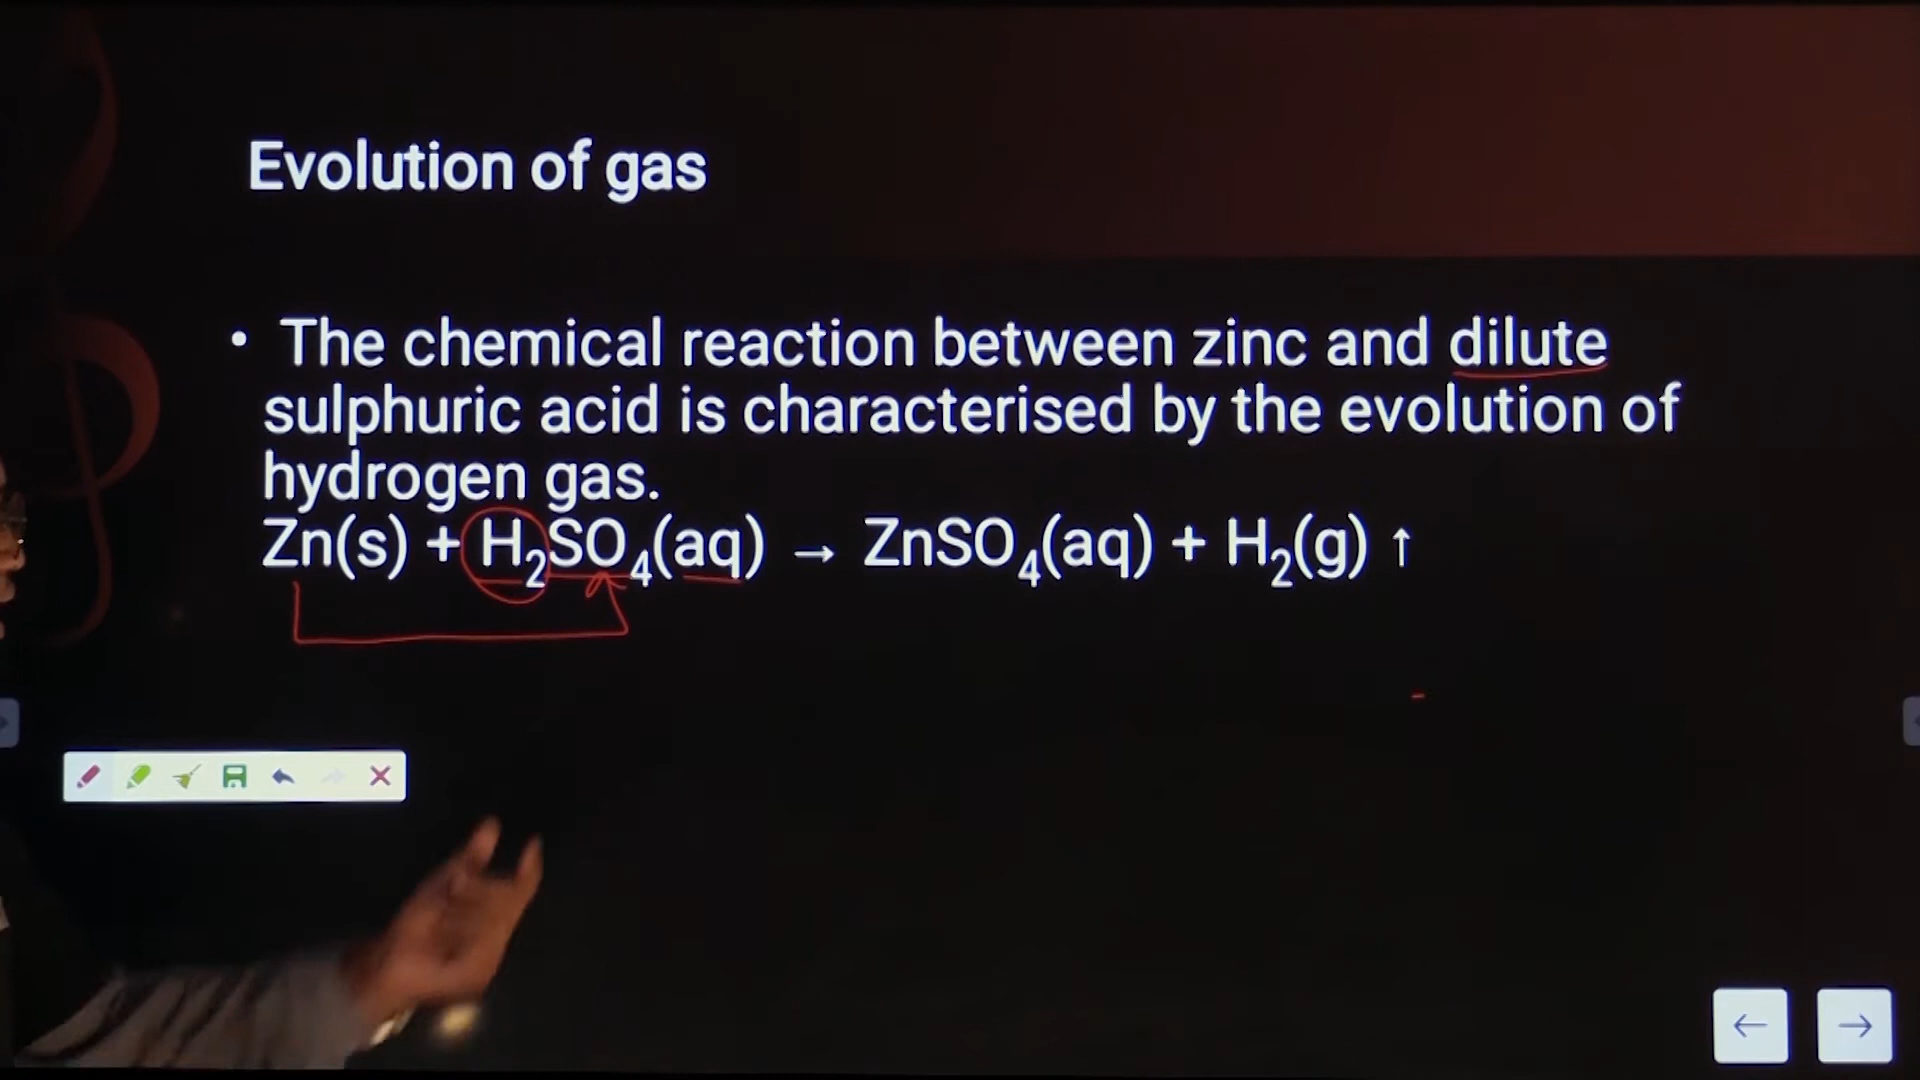 Evolution of gas
• The chemical reaction between zinc and dilute
sulphuric acid is characterised by the evolution of
hydrogen gas.
Zn(s) + H₂SO₄(aq) → ZnSO₄(aq) + H₂(g) ↑